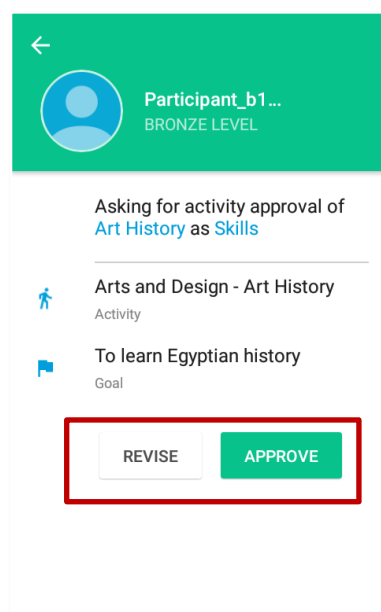 Participant_b1...
BRONZE LEVEL
Asking for activity approval of
Art History as Skills
Arts and Design - Art History
Activity
To learn Egyptian history
Goal
REVISE
APPROVE